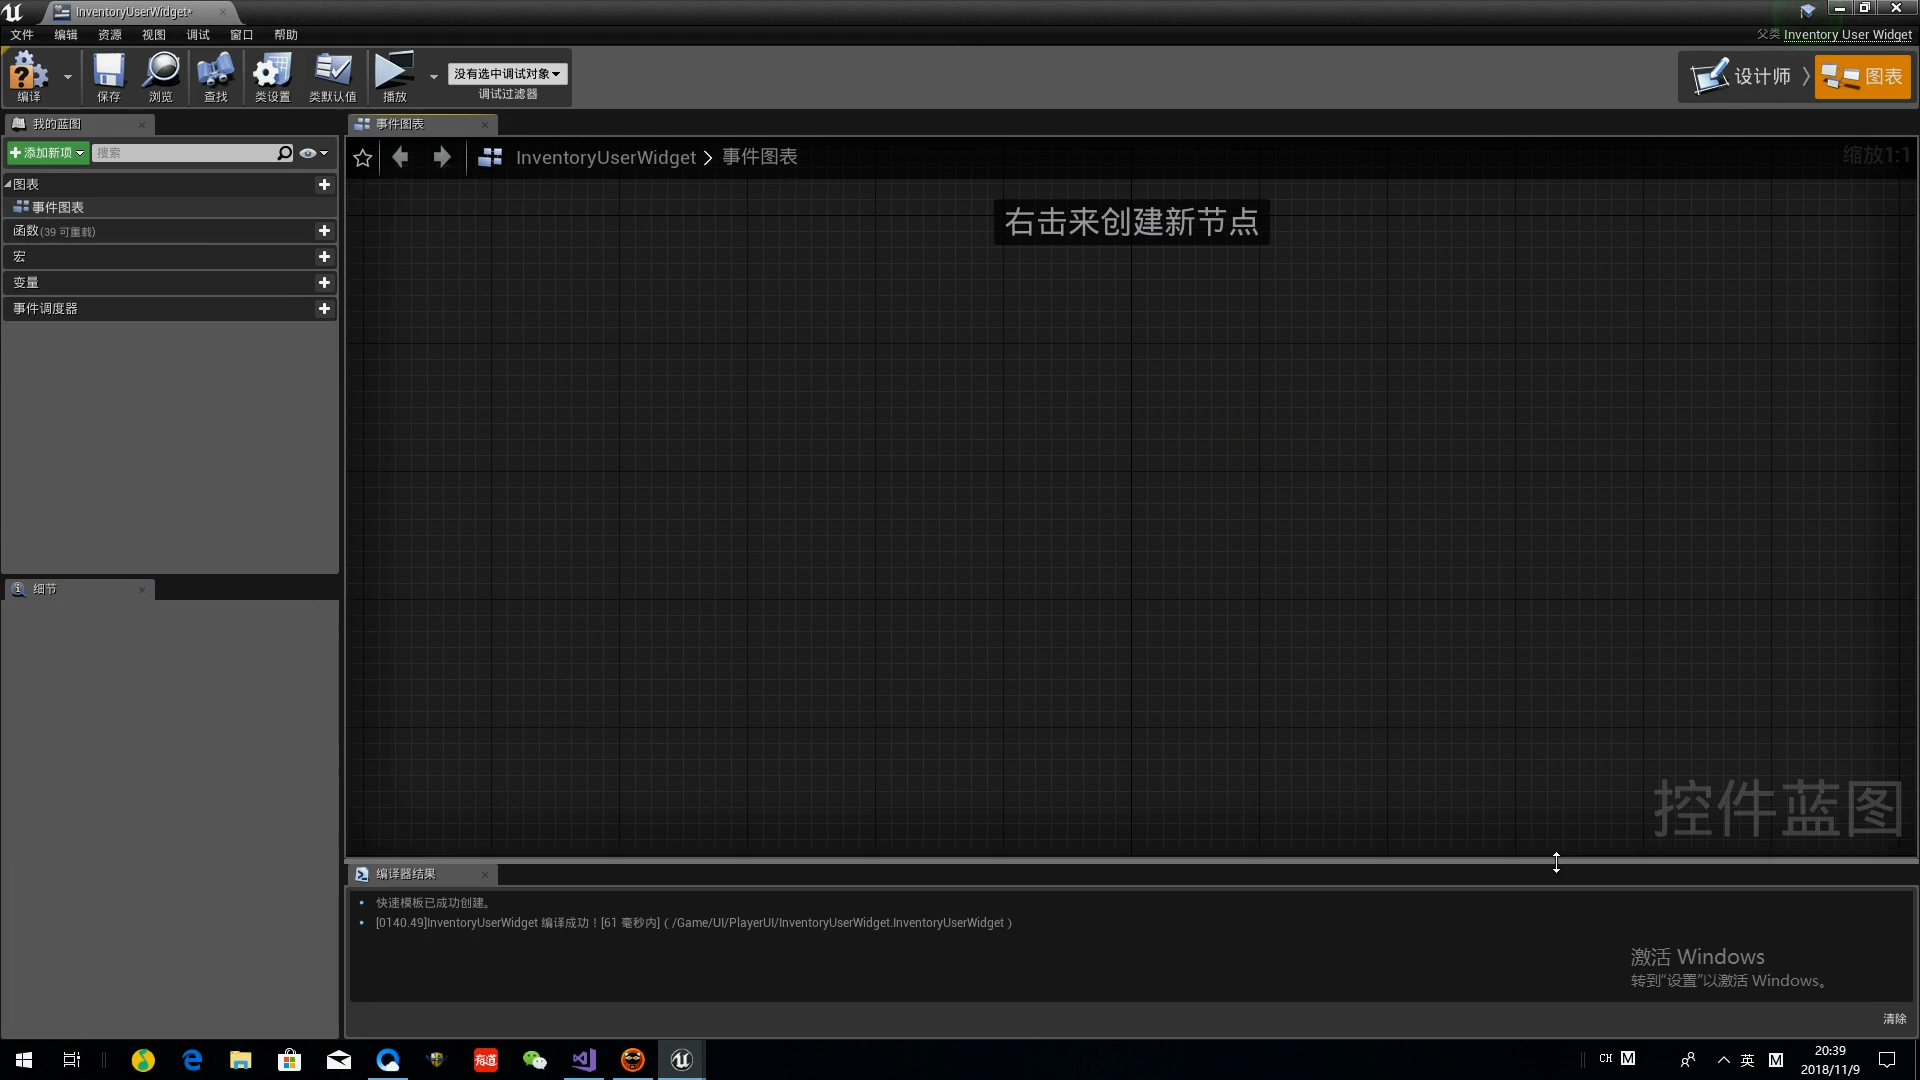 InventoryUserWidget*
文件 编辑 资源 视图 调试 窗口 帮助
父类 Inventory User Widget
编译 保存 浏览 查找 类设置 类默认值 播放
没有选中调试对象
调试过滤器
设计师 图表
我的蓝图
事件图表
添加新项 搜索
InventoryUserWidget 事件图表
缩放1:1
图表
事件图表
函数(39 可重载)
宏
变量
事件调度器
右击来创建新节点
细节
控件蓝图
编译器结果
快速模板已成功创建。
[0140.49]InventoryUserWidget 编译成功！[61 毫秒内] ( /Game/UI/PlayerUI/InventoryUserWidget.InventoryUserWidget )
激活 Windows
转到"设置"以激活 Windows。
清除
有道
CH M 英 M
20:39
2018/11/9